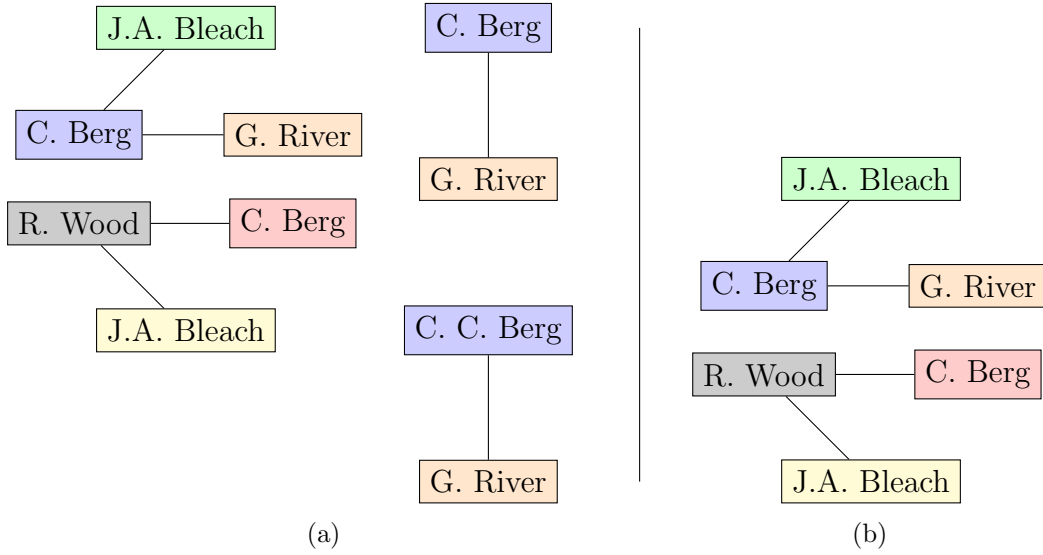 J.A. Bleach
C. Berg
G. River
R. Wood
C. Berg
J.A. Bleach
C. Berg
G. River
C. C. Berg
G. River
(a)
J.A. Bleach
C. Berg
G. River
R. Wood
C. Berg
J.A. Bleach
(b)